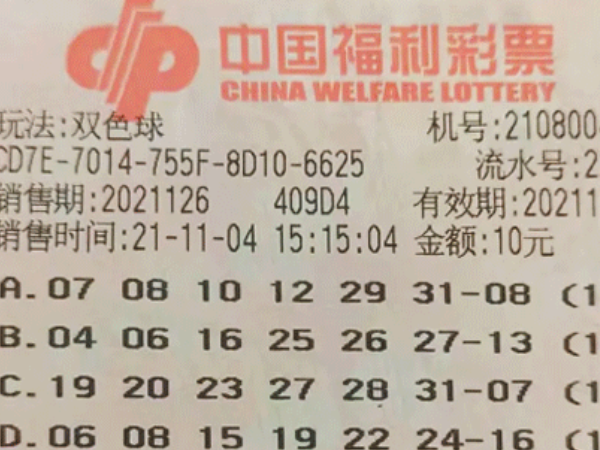 中国福利彩票
CHINA WELFARE LOTTERY
玩法:双色球 机号:2108004
CD7E-7014-755F-8D10-6625 流水号:2
销售期:2021126 409D4 有效期:20211
销售时间:21-11-04 15:15:04 金额:10元
A.07 08 10 12 29 31-08 (1
B.04 06 16 25 26 27-13 (1
C.19 20 23 27 28 31-07 (1
D.06 08 15 19 22 24-16 (1